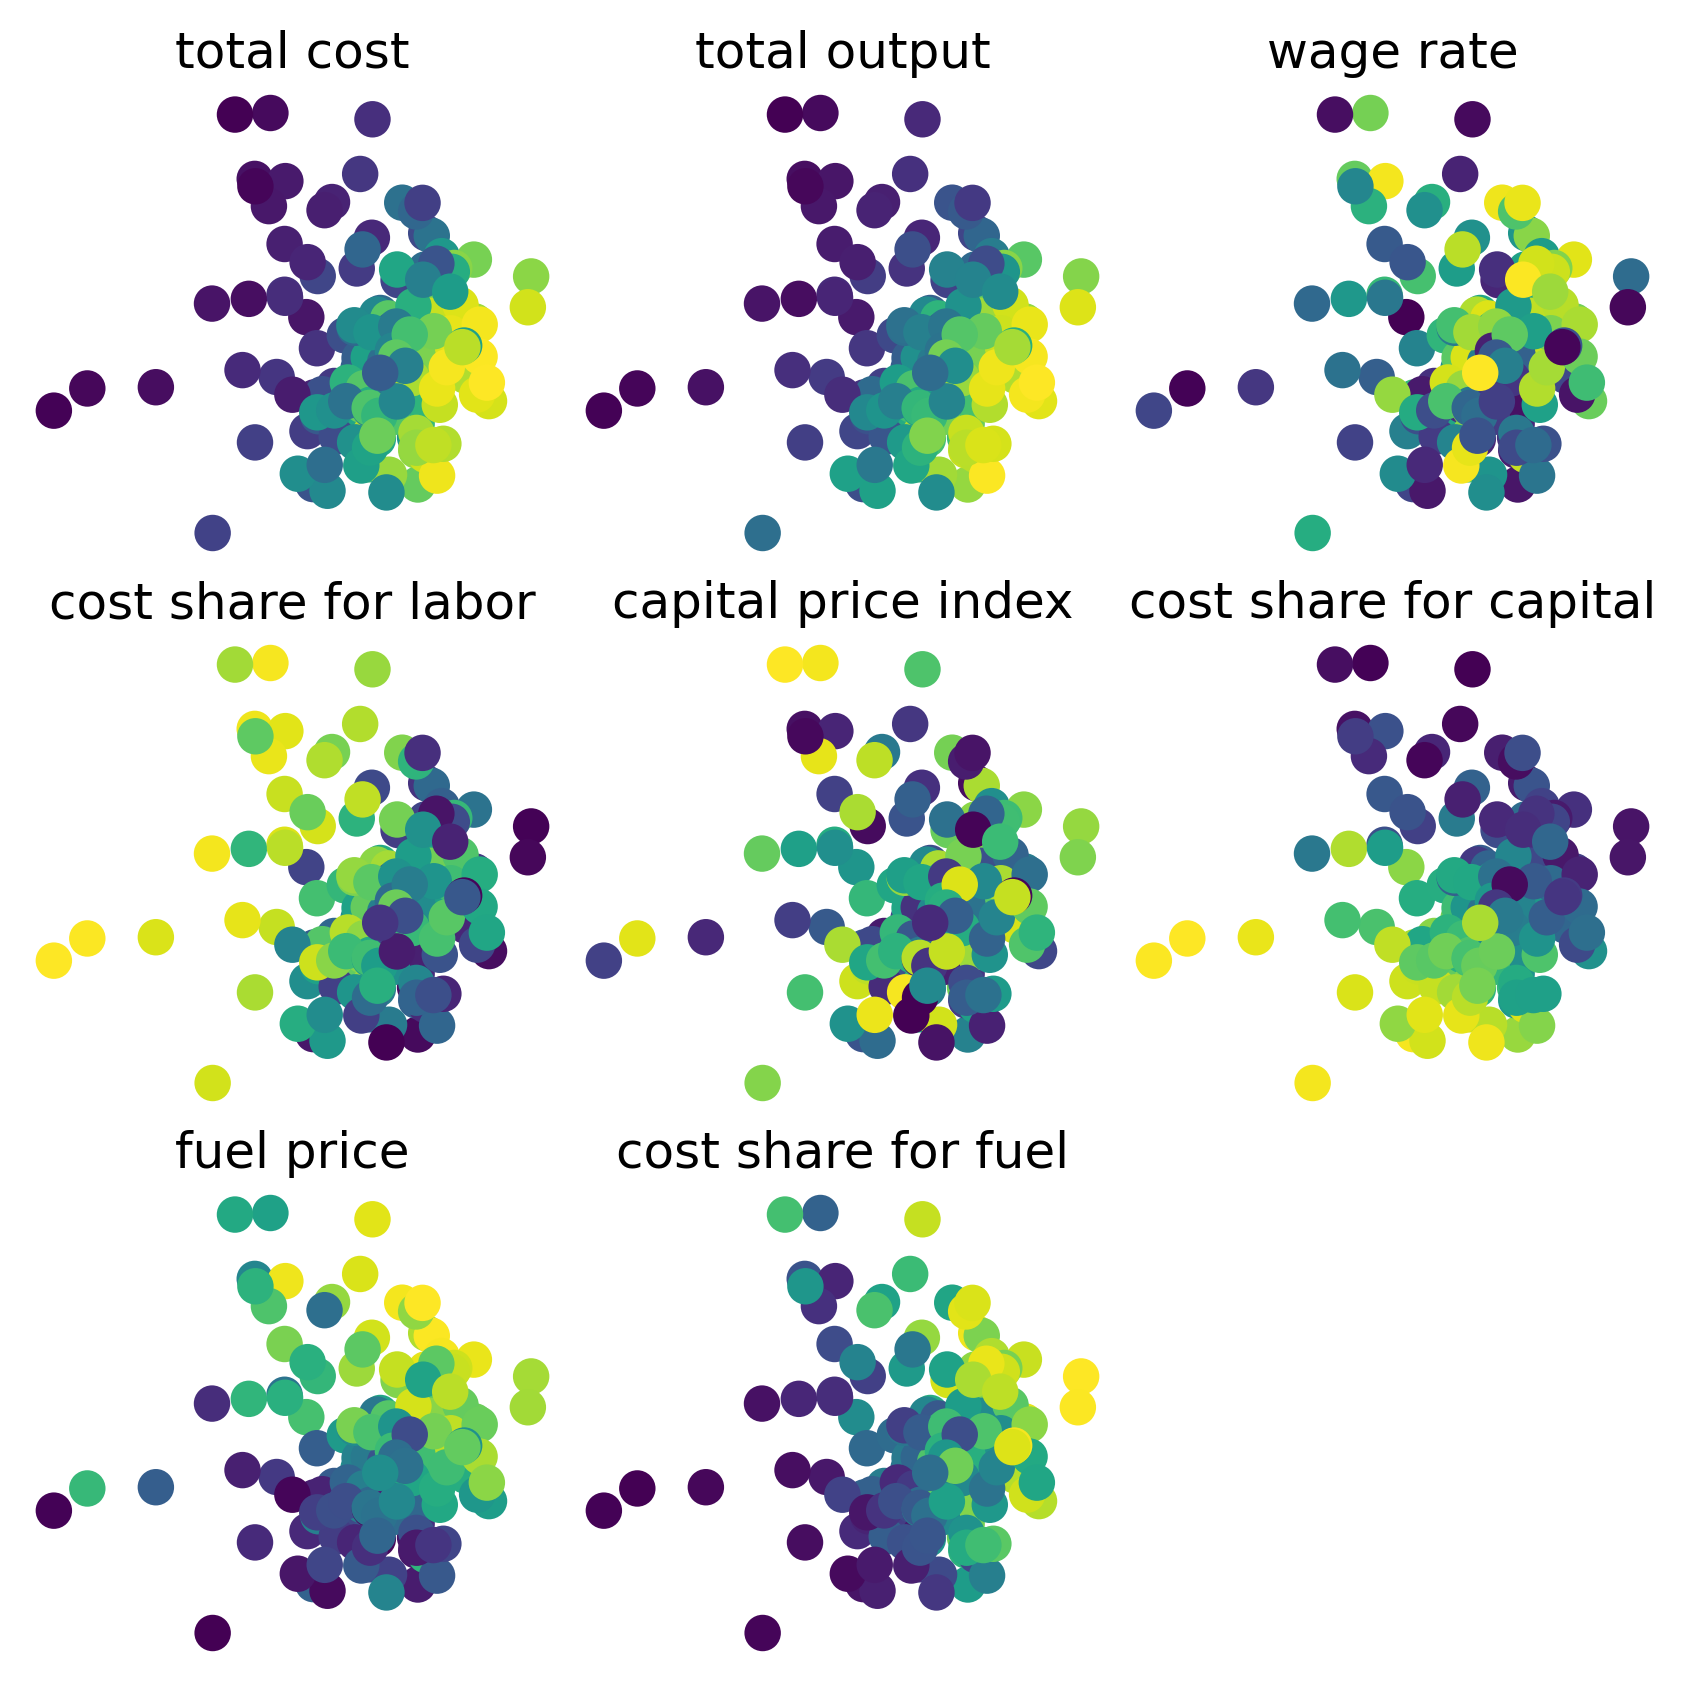 total cost
total output
wage rate
cost share for labor
capital price index
cost share for capital
fuel price
cost share for fuel